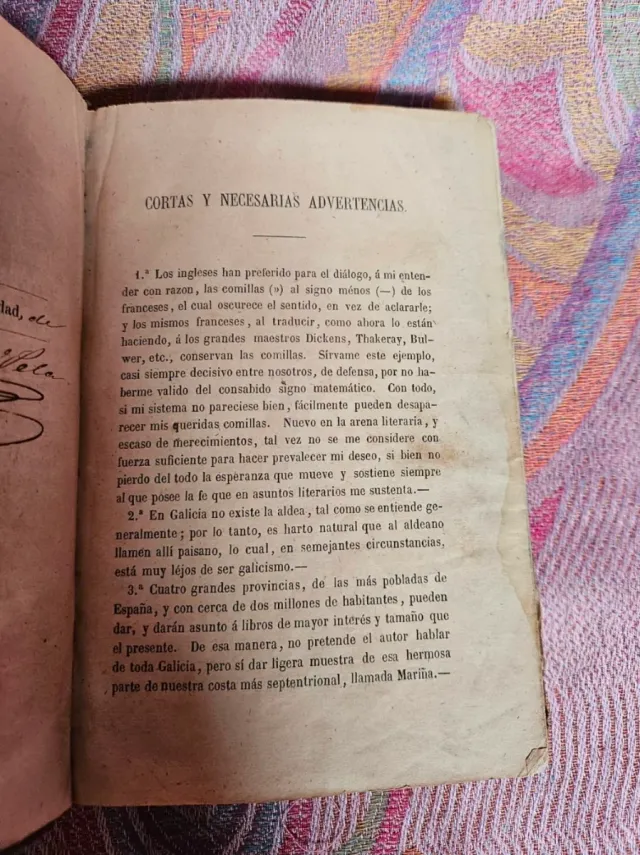 dad, de
Pela
CORTAS Y NECESARIAS ADVERTENCIAS.
1.ª Los ingleses han preferido para el diálogo, á mi enten-
der con razon, las comillas (») al signo ménos (—) de los
franceses, el cual oscurece el sentido, en vez de aclararle;
y los mismos franceses, al traducir, como ahora lo están
haciendo, á los grandes maestros Dickens, Thakeray, Bul-
wer, etc., conservan las comillas. Sírvame este ejemplo,
casi siempre decisivo entre nosotros, de defensa, por no ha-
berme valido del consabido signo matemático. Con todo,
si mi sistema no pareciese bien, fácilmente pueden desapa-
recer mis queridas comillas. Nuevo en la arena literaria, y
escaso de merecimientos, tal vez no se me considere con
fuerza suficiente para hacer prevalecer mi deseo, si bien no
pierdo del todo la esperanza que mueve y sostiene siempre
al que posee la fe que en asuntos literarios me sustenta.—
2.ª En Galicia no existe la aldea, tal como se entiende ge-
neralmente; por lo tanto, es harto natural que al aldeano
llamen allí paisano, lo cual, en semejantes circunstancias,
está muy léjos de ser galicismo.—
3.ª Cuatro grandes provincias, de las más pobladas de
España, y con cerca de dos millones de habitantes, pueden
dar, y darán asunto á libros de mayor interés y tamaño que
el presente. De esa manera, no pretende el autor hablar
de toda Galicia, pero sí dar ligera muestra de esa hermosa
parte de nuestra costa más septentrional, llamada Mariña.—